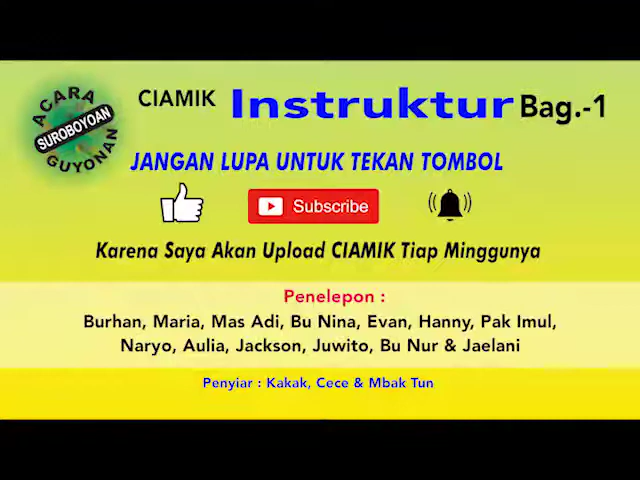 ACARA
SUROBOYOAN
GUYONAN
CIAMIK Instruktur Bag.-1
JANGAN LUPA UNTUK TEKAN TOMBOL
Subscribe
Karena Saya Akan Upload CIAMIK Tiap Minggunya
Penelepon :
Burhan, Maria, Mas Adi, Bu Nina, Evan, Hanny, Pak Imul,
Naryo, Aulia, Jackson, Juwito, Bu Nur & Jaelani
Penyiar : Kakak, Cece & Mbak Tun